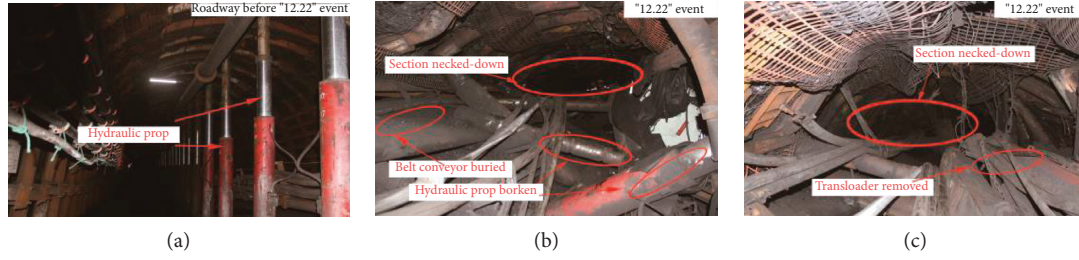 Roadway before "12.22" event
Hydraulic prop
(a)
"12.22" event
Section necked-down
Belt conveyor buried
Hydraulic prop borken
(b)
"12.22" event
Section necked-down
Transloader removed
(c)